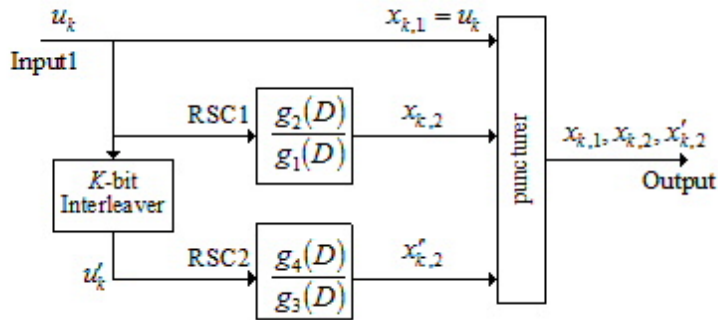 u_k
x_{k,1} = u_k
Input1
RSC1
g_2(D)
g_1(D)
x_{k,2}
puncturer
x_{k,1}, x_{k,2}, x'_{k,2}
Output
K-bit
Interleaver
u'_k
RSC2
g_4(D)
g_3(D)
x'_{k,2}